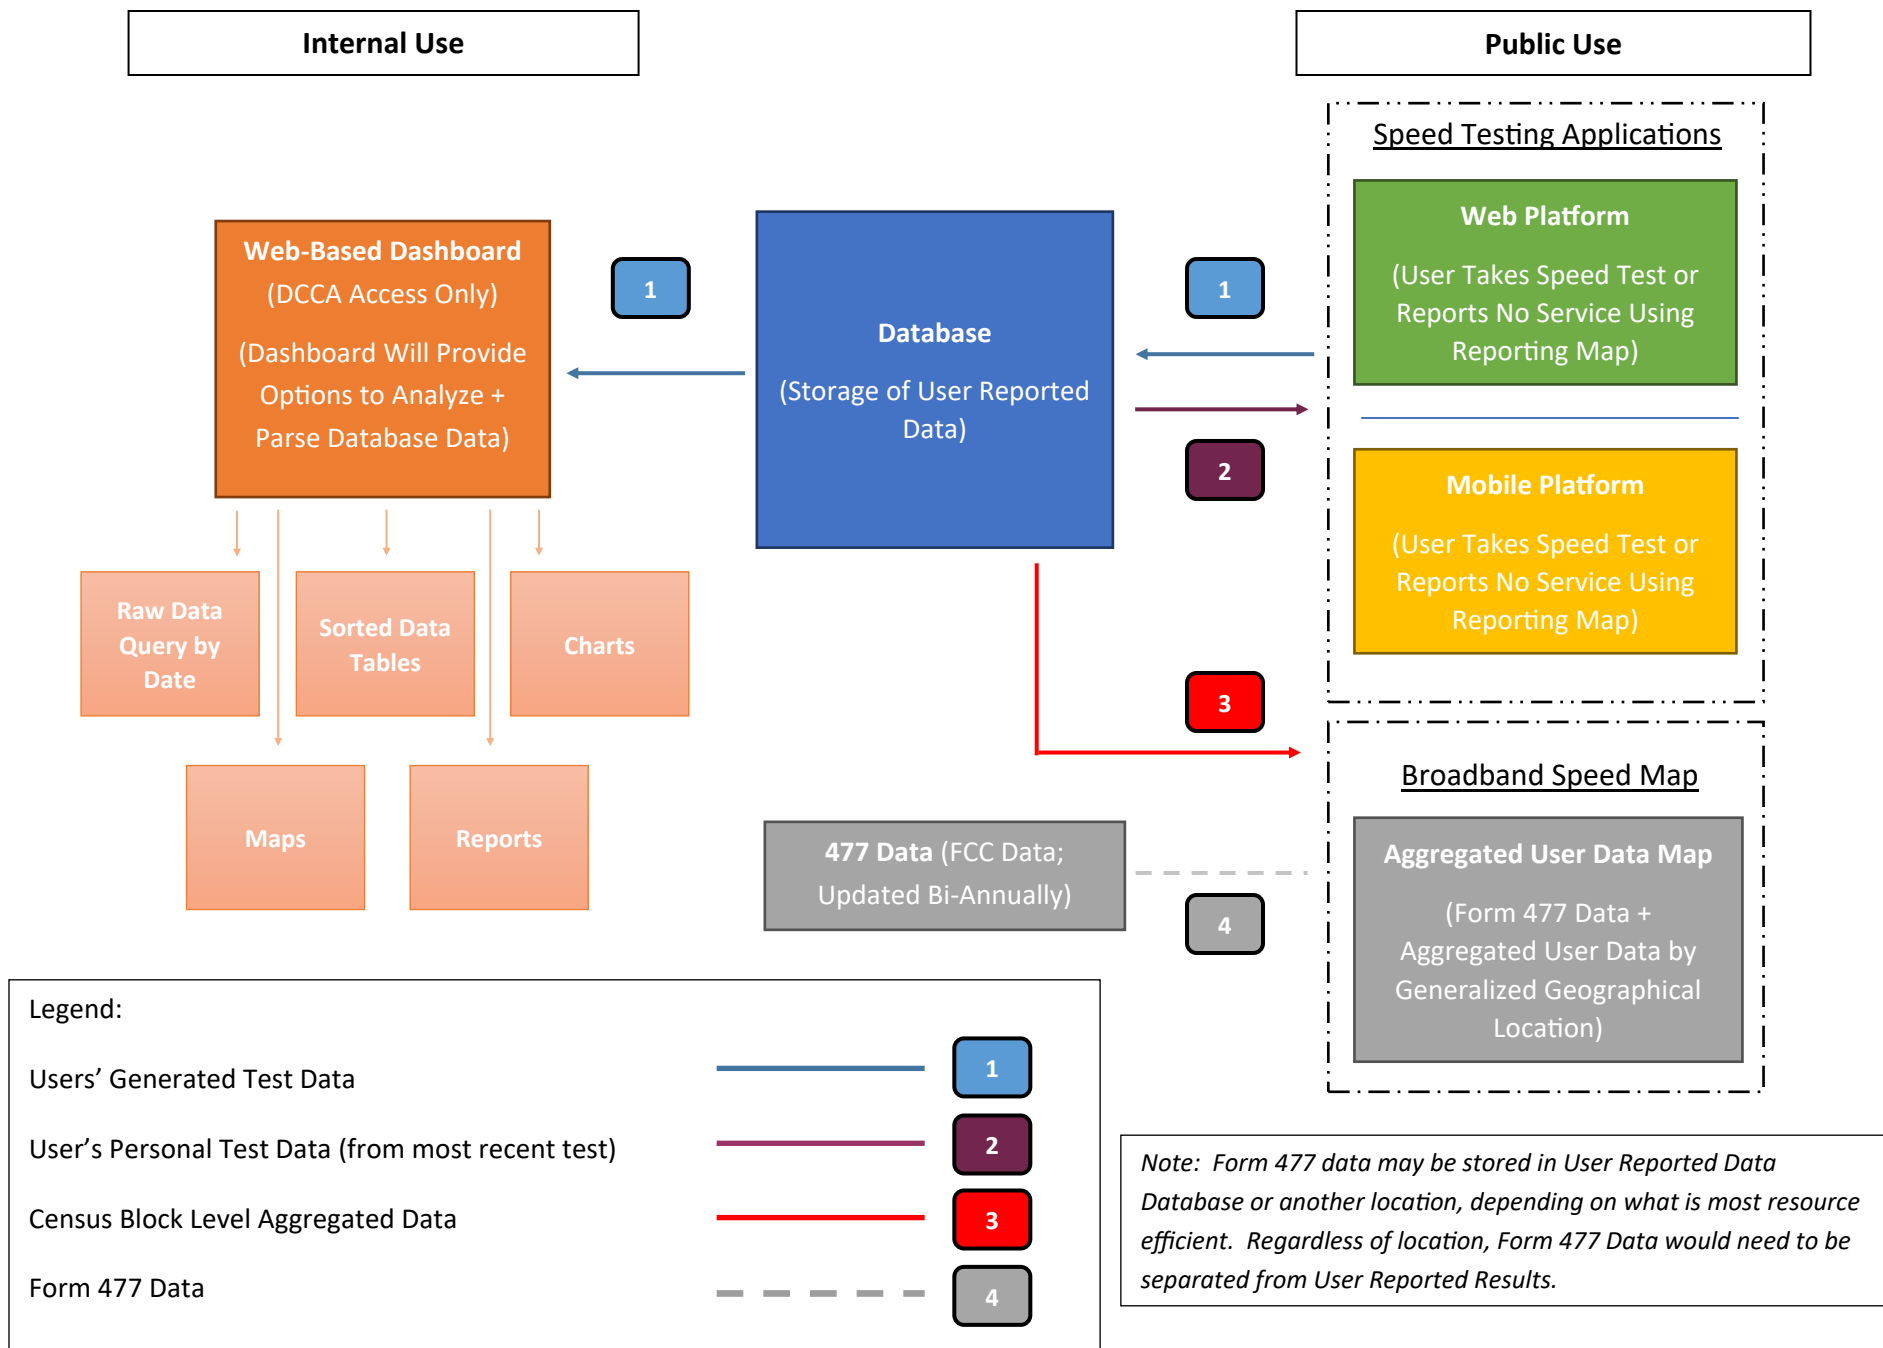 Internal Use
Public Use
Speed Testing Applications
Web Platform
(User Takes Speed Test or
Reports No Service Using
Reporting Map)
Web-Based Dashboard
(DCCA Access Only)
(Dashboard Will Provide
Options to Analyze +
Parse Database Data)
1
Database
(Storage of User Reported
Data)
1
2
Mobile Platform
(User Takes Speed Test or
Reports No Service Using
Reporting Map)
Raw Data
Query by
Date
Sorted Data
Tables
Charts
3
Maps
Reports
Broadband Speed Map
477 Data (FCC Data;
Updated Bi-Annually)
4
Aggregated User Data Map
(Form 477 Data +
Aggregated User Data by
Generalized Geographical
Location)
Legend:
Users’ Generated Test Data
1
User’s Personal Test Data (from most recent test)
2
Census Block Level Aggregated Data
3
Form 477 Data
4
Note:  Form 477 data may be stored in User Reported Data
Database or another location, depending on what is most resource
efficient.  Regardless of location, Form 477 Data would need to be
separated from User Reported Results.